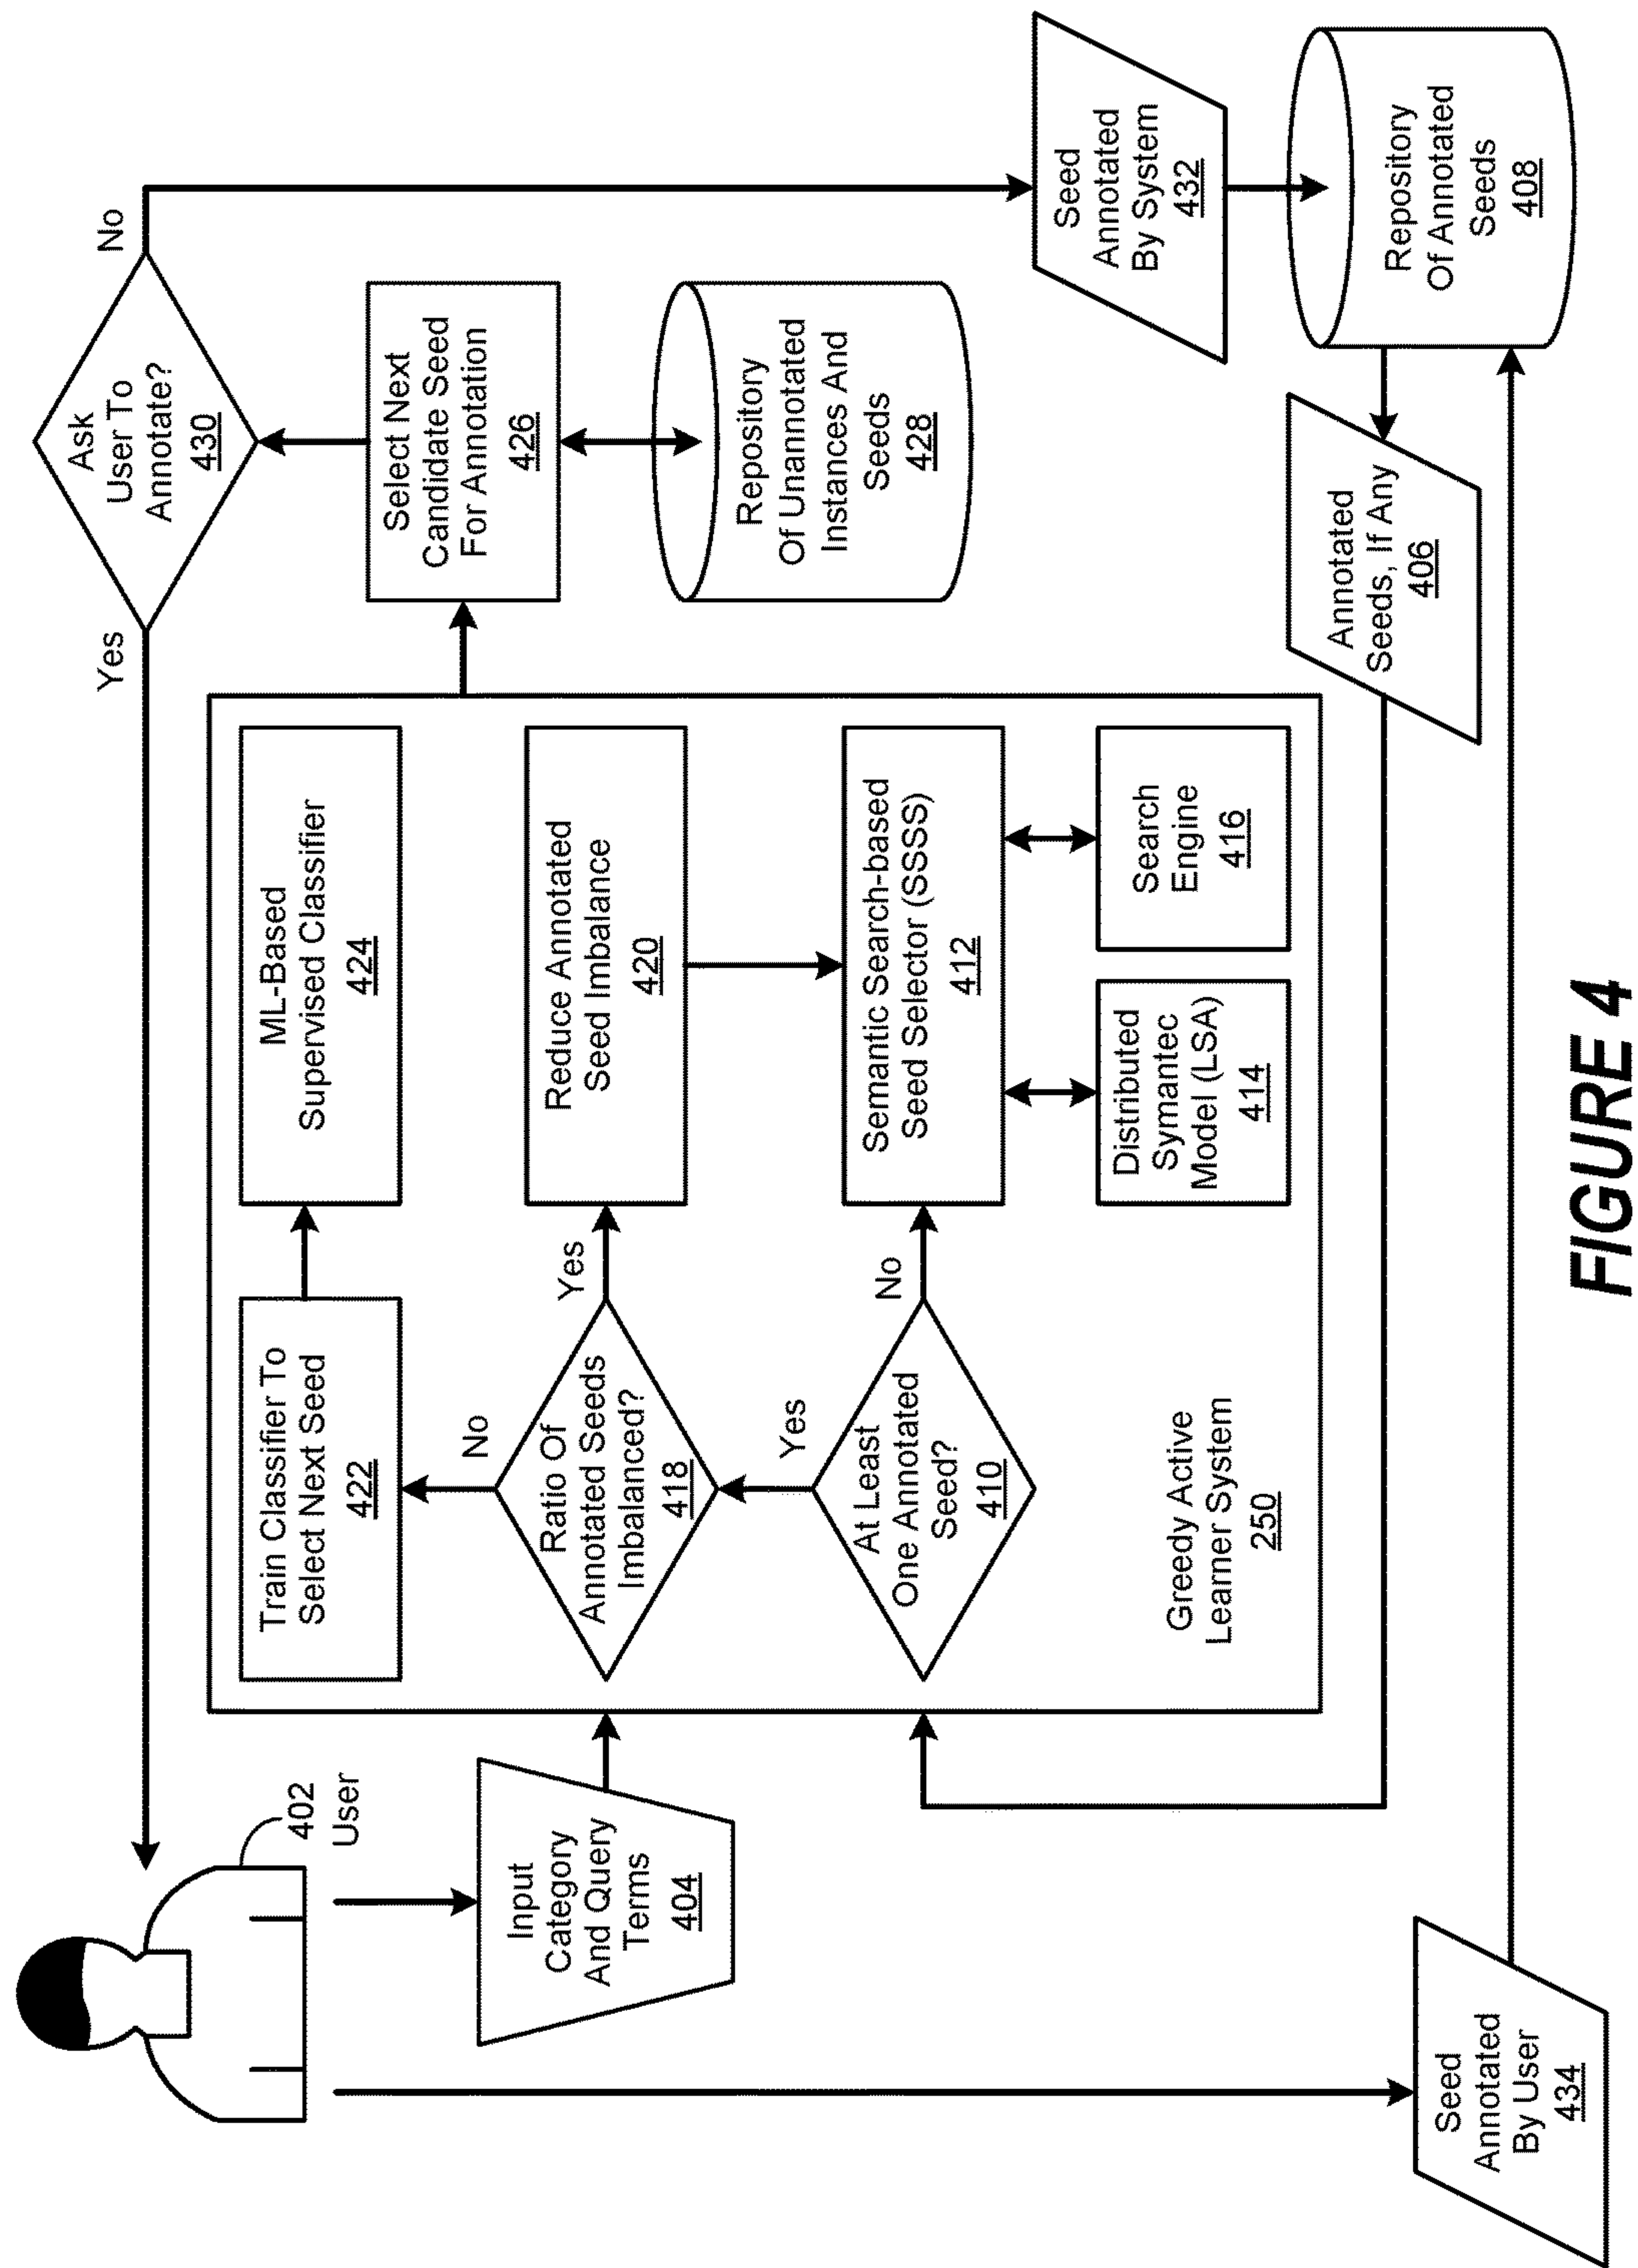 402
User
Input
Category
And Query
Terms
404
Seed
Annotated
By User
434
Yes
No
Ask
User To
Annotate?
430
Train Classifier To
Select Next Seed
422
ML-Based
Supervised Classifier
424
No
Ratio Of
Annotated Seeds
Imbalanced?
418
Yes
Reduce Annotated
Seed Imbalance
420
Yes
At Least
One Annotated
Seed?
410
No
Semantic Search-based
Seed Selector (SSSS)
412
Distributed
Symantec
Model (LSA)
414
Search
Engine
416
Greedy Active
Learner System
250
Select Next
Candidate Seed
For Annotation
426
Repository
Of Unannotated
Instances And
Seeds
428
Seed
Annotated
By System
432
Annotated
Seeds, If Any
406
Repository
Of Annotated
Seeds
408
FIGURE 4